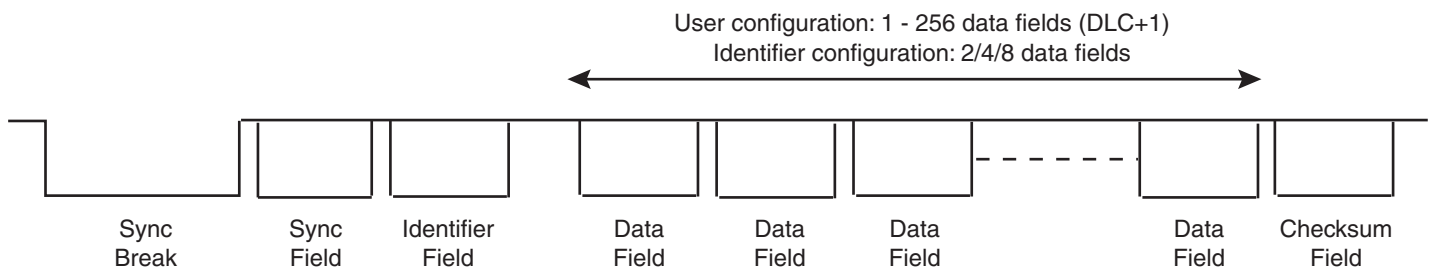 User configuration: 1 - 256 data fields (DLC+1)
Identifier configuration: 2/4/8 data fields
Sync
Break
Sync
Field
Identifier
Field
Data
Field
Data
Field
Data
Field
Data
Field
Checksum
Field